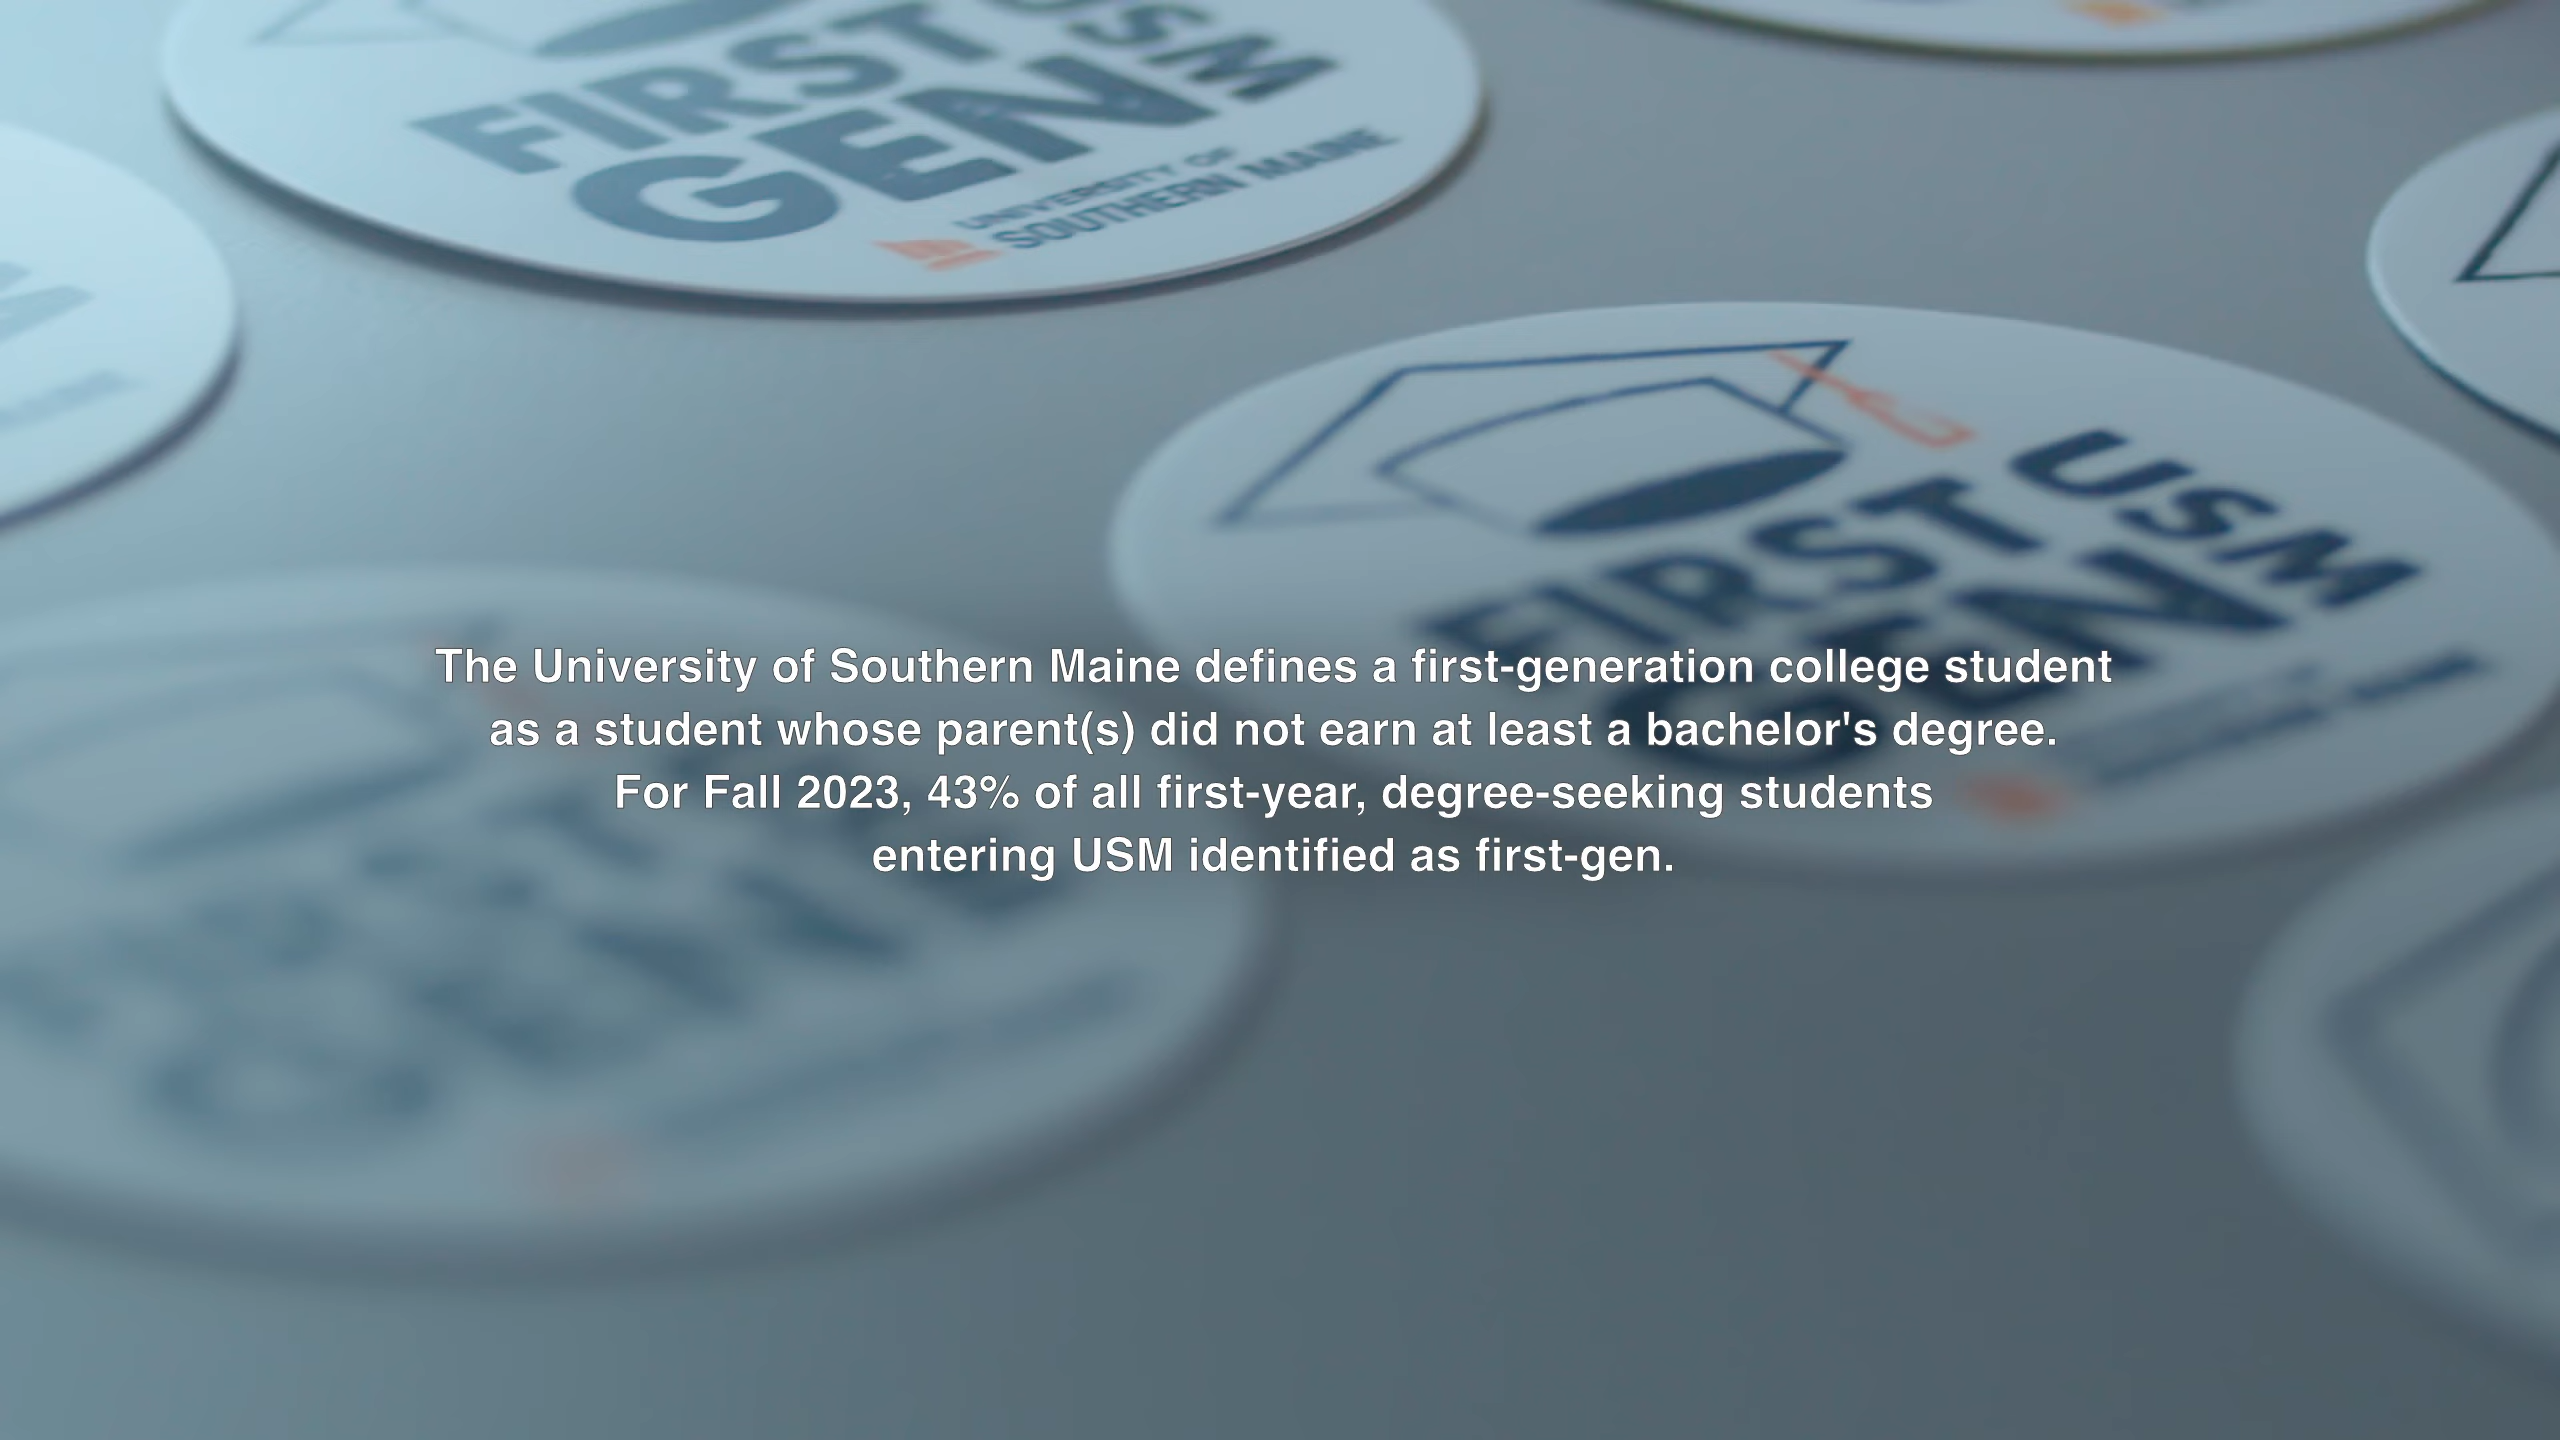 USM
FIRST
GEN
UNIVERSITY OF
SOUTHERN MAINE
USM
FIRST
GEN
The University of Southern Maine defines a first-generation college student
as a student whose parent(s) did not earn at least a bachelor's degree.
For Fall 2023, 43% of all first-year, degree-seeking students
entering USM identified as first-gen.